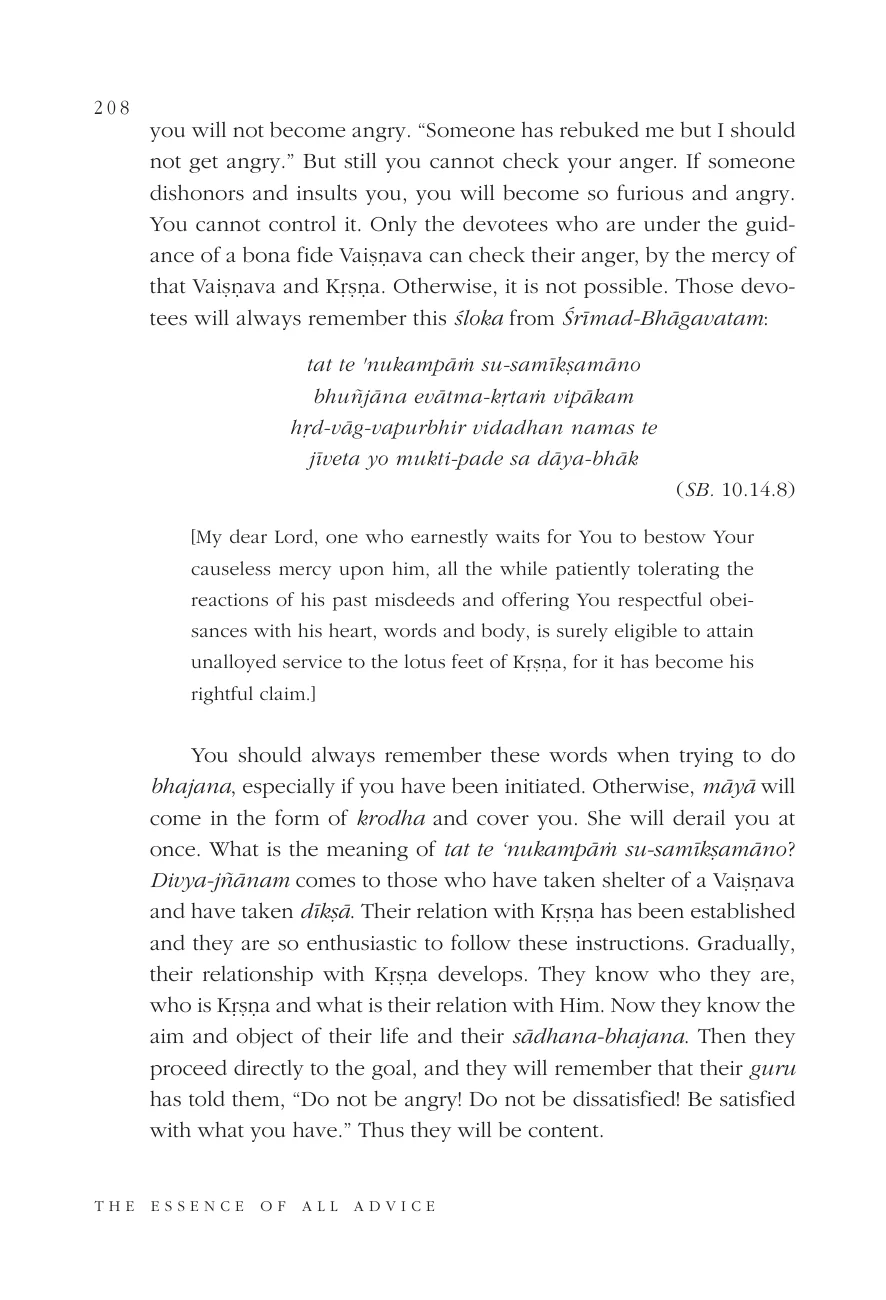 208
you will not become angry. “Someone has rebuked me but I should
not get angry.” But still you cannot check your anger. If someone
dishonors and insults you, you will become so furious and angry.
You cannot control it. Only the devotees who are under the guid-
ance of a bona fide Vaiṣṇava can check their anger, by the mercy of
that Vaiṣṇava and Kṛṣṇa. Otherwise, it is not possible. Those devo-
tees will always remember this śloka from Śrīmad-Bhāgavatam:
tat te 'nukampāṁ su-samīkṣamāno
bhuñjāna evātma-kṛtaṁ vipākam
hṛd-vāg-vapurbhir vidadhan namas te
jīveta yo mukti-pade sa dāya-bhāk
(SB. 10.14.8)
[My dear Lord, one who earnestly waits for You to bestow Your
causeless mercy upon him, all the while patiently tolerating the
reactions of his past misdeeds and offering You respectful obei-
sances with his heart, words and body, is surely eligible to attain
unalloyed service to the lotus feet of Kṛṣṇa, for it has become his
rightful claim.]
You should always remember these words when trying to do
bhajana, especially if you have been initiated. Otherwise, māyā will
come in the form of krodha and cover you. She will derail you at
once. What is the meaning of tat te ‘nukampāṁ su-samīkṣamāno?
Divya-jñānam comes to those who have taken shelter of a Vaiṣṇava
and have taken dīkṣā. Their relation with Kṛṣṇa has been established
and they are so enthusiastic to follow these instructions. Gradually,
their relationship with Kṛṣṇa develops. They know who they are,
who is Kṛṣṇa and what is their relation with Him. Now they know the
aim and object of their life and their sādhana-bhajana. Then they
proceed directly to the goal, and they will remember that their guru
has told them, “Do not be angry! Do not be dissatisfied! Be satisfied
with what you have.” Thus they will be content.
THE ESSENCE OF ALL ADVICE